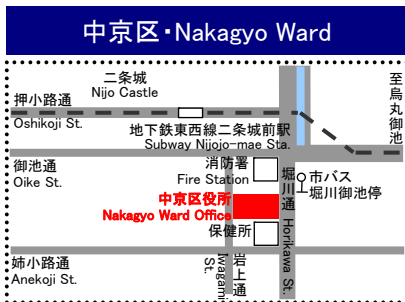 中京区・Nakagyo Ward
二条城
Nijo Castle
至烏丸御池
押小路通
Oshikoji St.
地下鉄東西線二条城前駅
Subway Nijojo-mae Sta.
御池通
Oike St.
消防署
Fire Station
堀川通
Horikawa St.
市バス
堀川御池停
中京区役所
Nakagyo Ward Office
保健所
姉小路通
Anekoji St.
Iwagami St.
岩上通